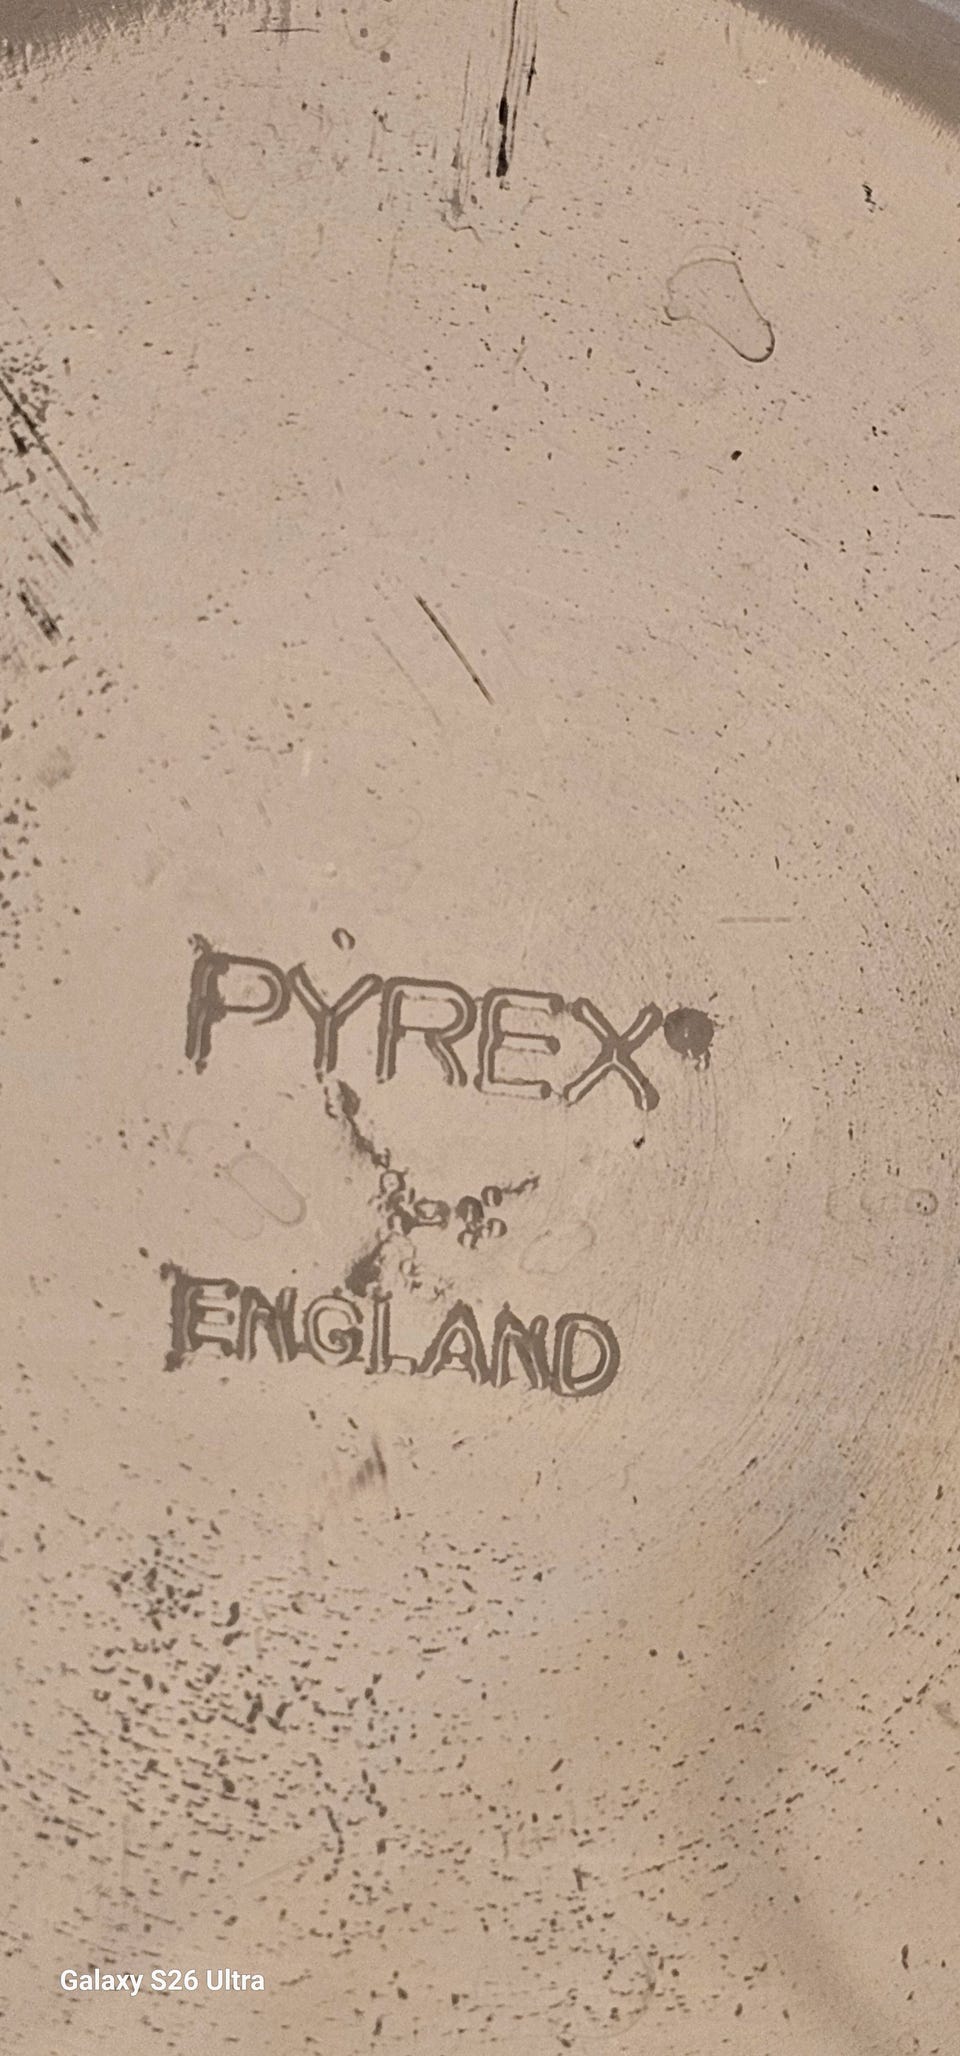 PYREX
ENGLAND
Galaxy S26 Ultra